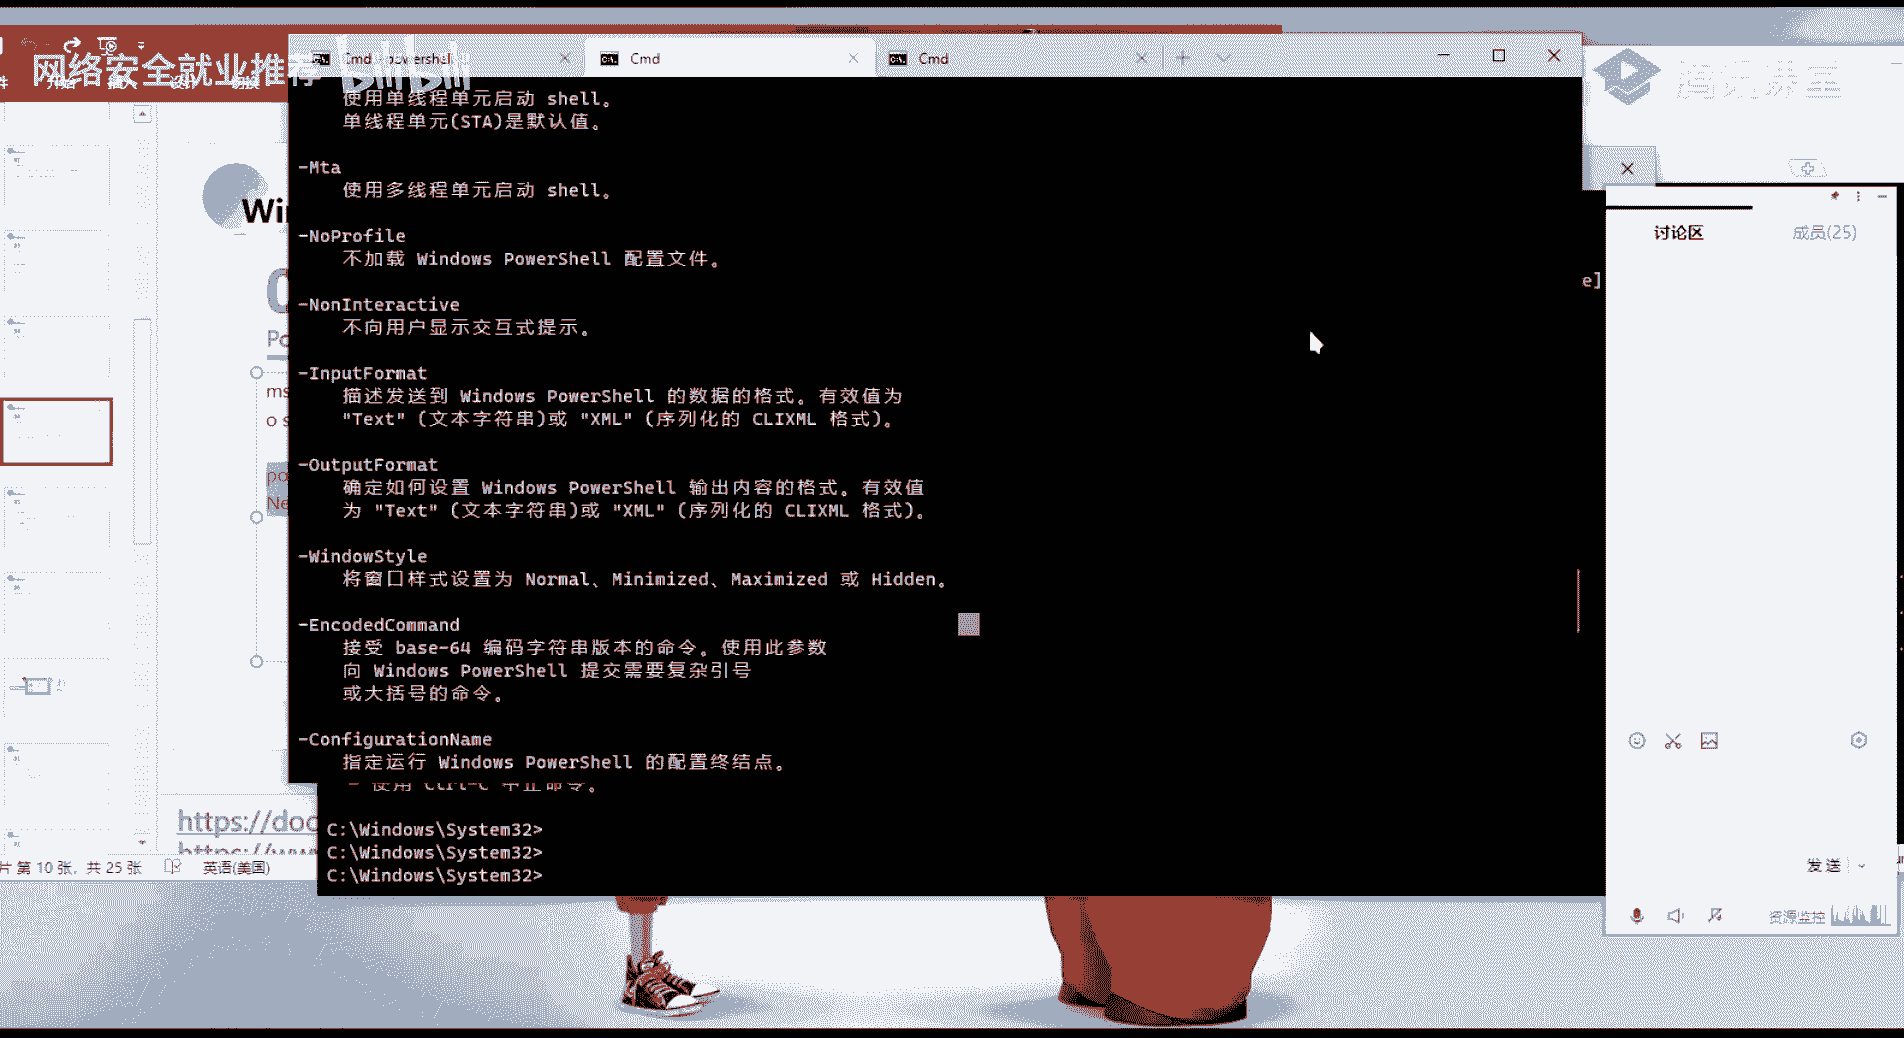 网络安全就业推荐
bilibili
Cmd - powershell
Cmd
Cmd
使用单线程单元启动 shell。
单线程单元(STA)是默认值。
-Mta
使用多线程单元启动 shell。
-NoProfile
不加载 Windows PowerShell 配置文件。
-NonInteractive
不向用户显示交互式提示。
-InputFormat
描述发送到 Windows PowerShell 的数据的格式。有效值为
"Text" (文本字符串)或 "XML" (序列化的 CLIXML 格式)。
-OutputFormat
确定如何设置 Windows PowerShell 输出内容的格式。有效值
为 "Text" (文本字符串)或 "XML" (序列化的 CLIXML 格式)。
-WindowStyle
将窗口样式设置为 Normal、Minimized、Maximized 或 Hidden。
-EncodedCommand
接受 base-64 编码字符串版本的命令。使用此参数
向 Windows PowerShell 提交需要复杂引号
或大括号的命令。
-ConfigurationName
指定运行 Windows PowerShell 的配置终结点。
- 使用 Ctrl-C 中止命令。
C:\Windows\System32>
C:\Windows\System32>
C:\Windows\System32>
Wi
Po
ms
o s
po
Ne
https://doc
https://www
第 10 张，共 25 张
英语(美国)
腾讯课堂
e]
讨论区
成员(25)
发送
资源监控